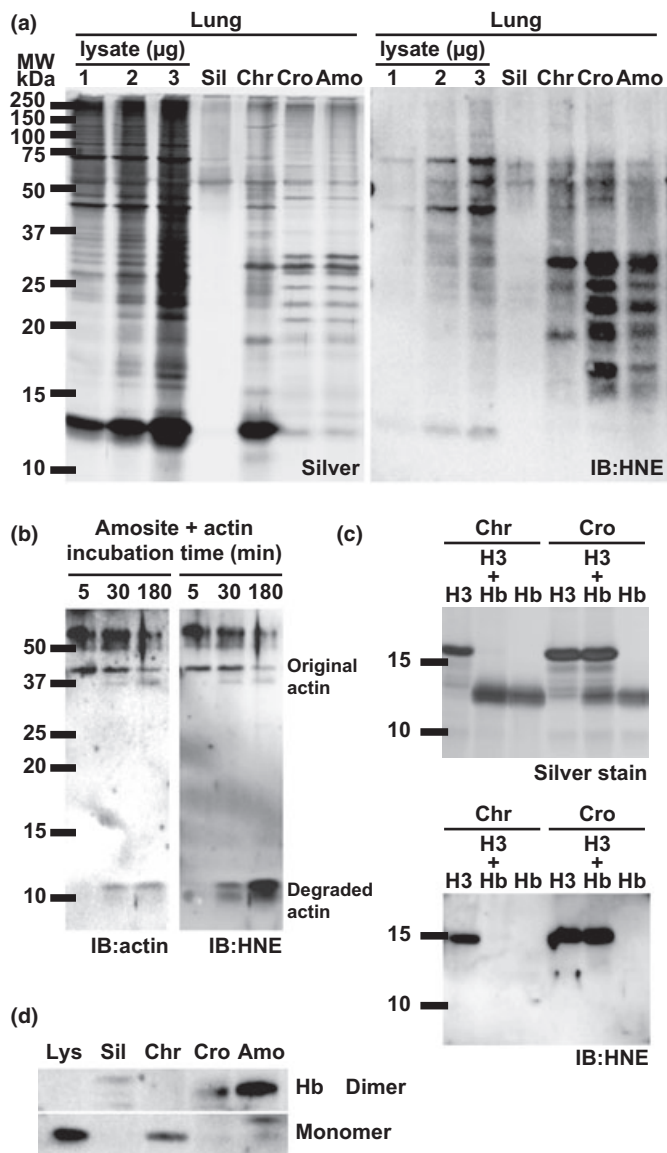 (a)
Lung Lung
lysate (µg) lysate (µg)
MW
kDa 1 2 3 Sil Chr Cro Amo 1 2 3 Sil Chr Cro Amo
250
150
100
75
50
37
25
20
15
10
Silver IB:HNE
(b)
Amosite + actin
incubation time (min)
5 30 180 5 30 180
50
37
25
20
15
10
Original
actin
Degraded
actin
IB:actin IB:HNE
(c)
Chr Cro
H3 H3
+ +
H3 Hb Hb H3 Hb Hb
15
10
Silver stain
Chr Cro
H3 H3
+ +
H3 Hb Hb H3 Hb Hb
15
10
IB:HNE
(d)
Lys Sil Chr Cro Amo
Hb Dimer
Monomer